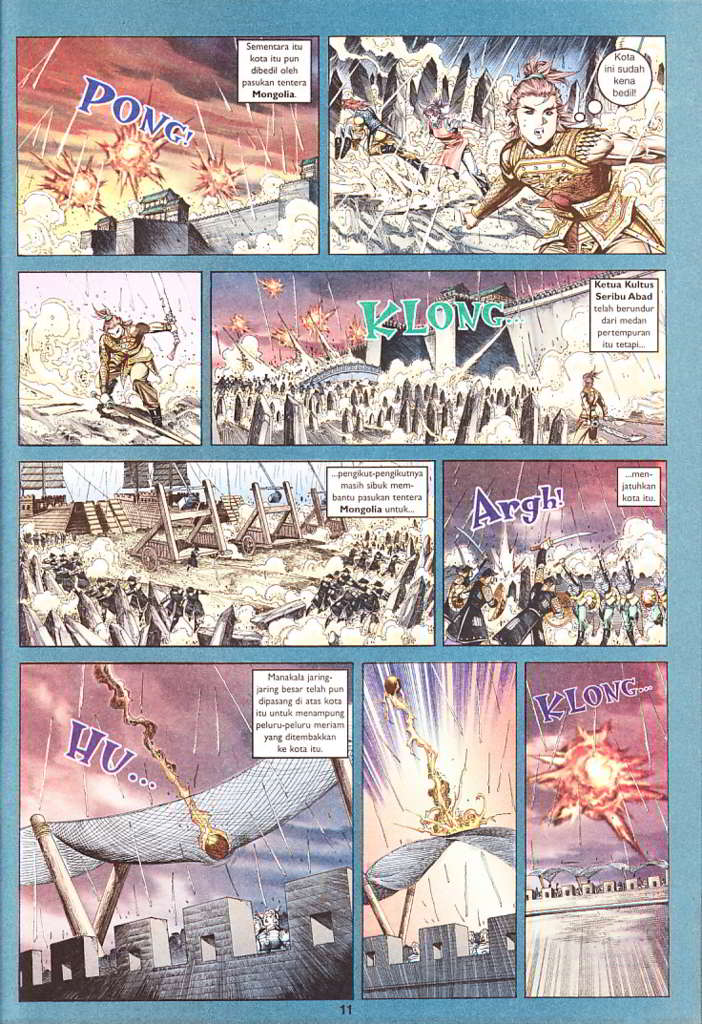 Sementara itu
kota itu pun
dibedil oleh
pasukan tentera
Mongolia.
PONG!
Kota
ini sudah
kena
bedil!
KLONG...
Ketua Kultus
Seribu Abad
telah berundur
dari medan
pertempuran
itu tetapi...
...pengikut-pengikutnya
masih sibuk mem-
bantu pasukan tentera
Mongolia untuk...
Argh!
...men-
jatuhkan
kota itu.
HU...
Manakala jaring-
jaring besar telah pun
dipasang di atas kota
itu untuk menampung
peluru-peluru meriam
yang ditembakkan
ke kota itu.
KLONG...
11